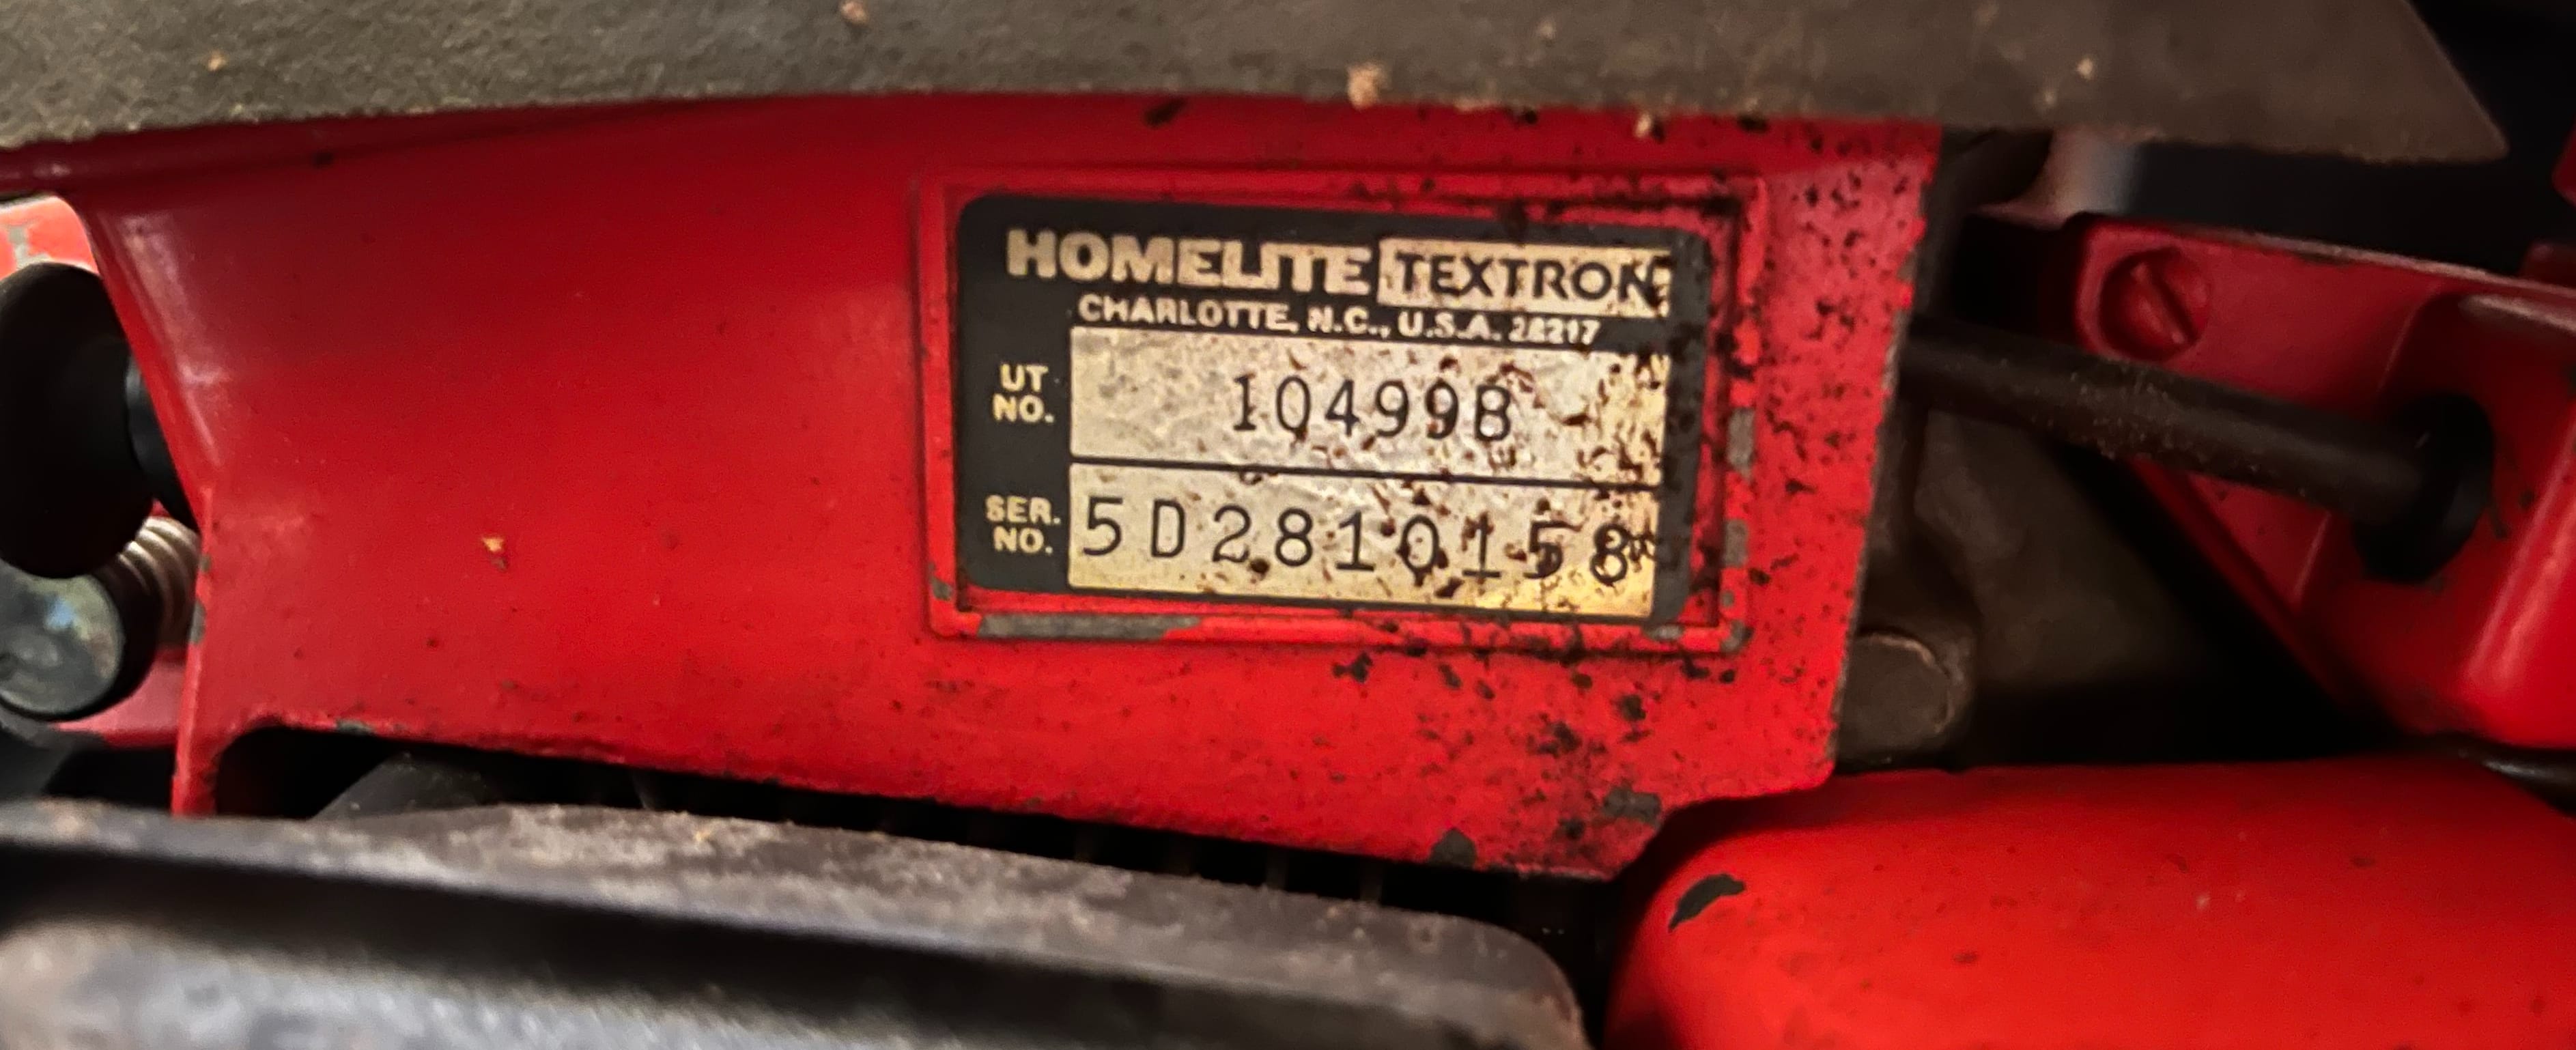 HOMELITE TEXTRON
CHARLOTTE, N.C., U.S.A. 28217
UT NO. 104998
SER. NO. 5D2810158